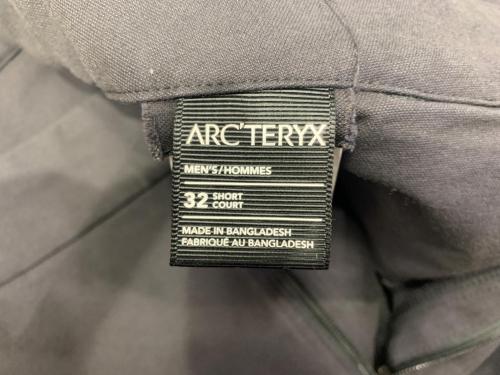 ARC'TERYX
MEN'S/HOMMES
32 SHORT
COURT
MADE IN BANGLADESH
FABRIQUÉ AU BANGLADESH